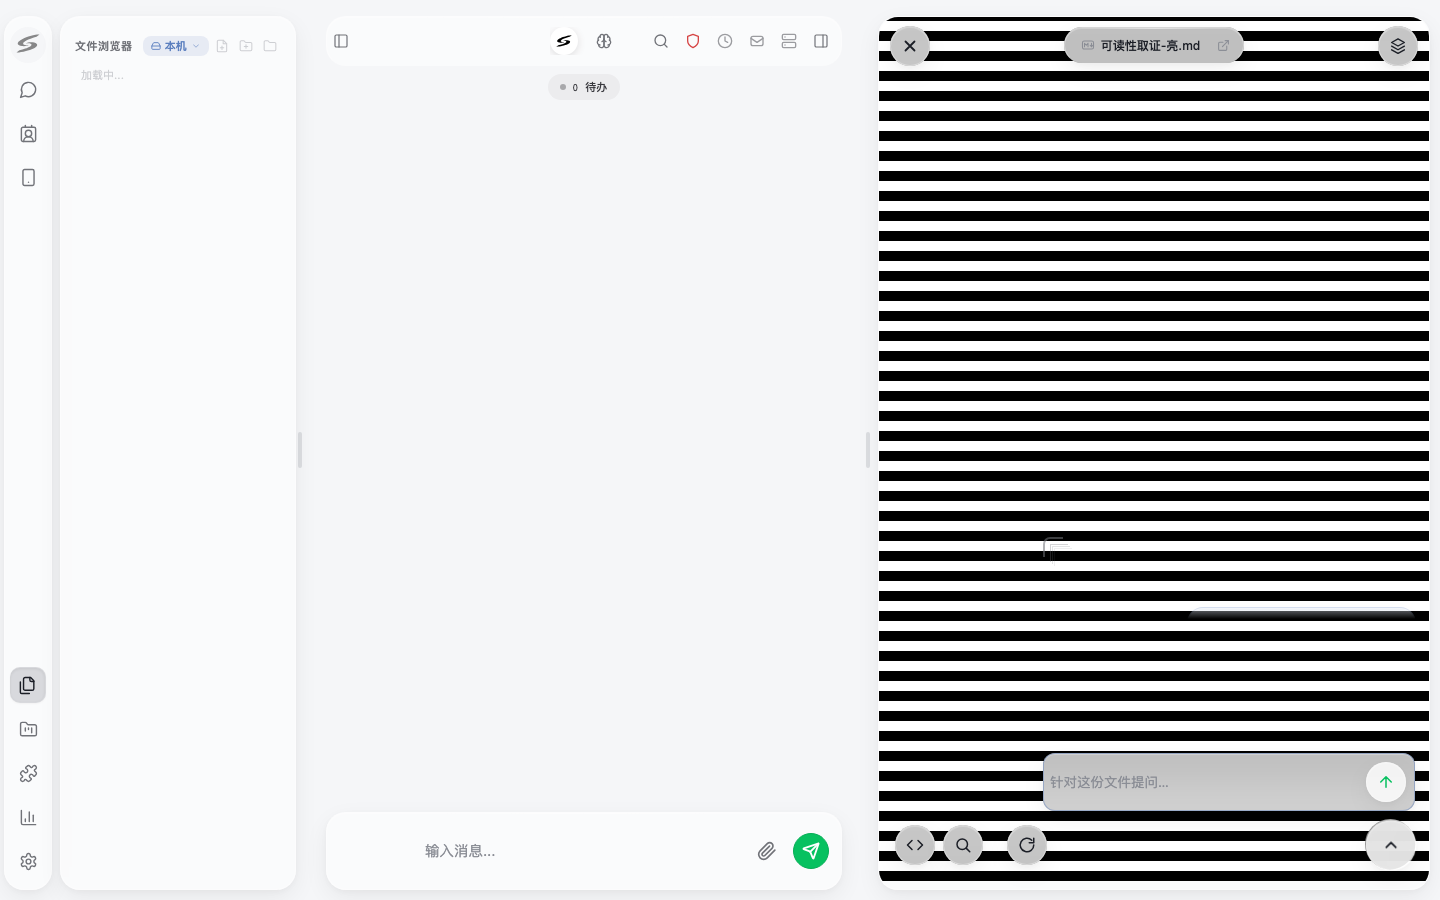 文件浏览器
本机
加载中...
0 待办
可读性取证-亮.md
针对这份文件提问...
输入消息...